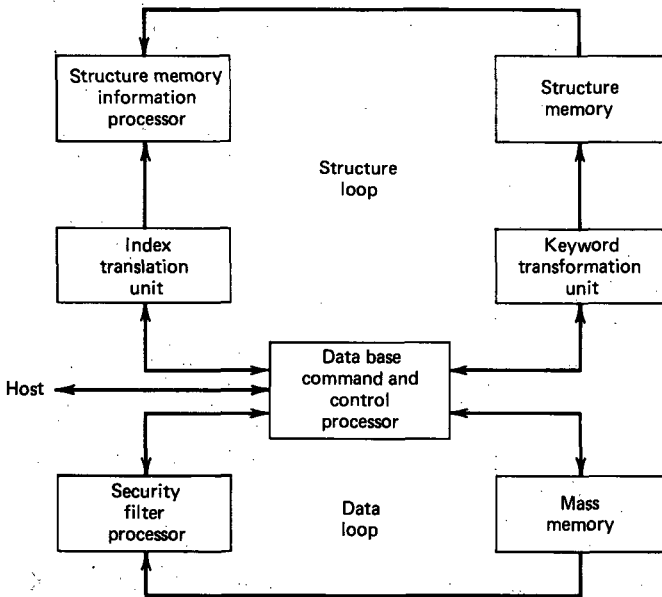 Structure memory
information
processor
Structure
memory
Structure
loop
Index
translation
unit
Keyword
transformation
unit
Data base
command and
control
processor
Host
Security
filter
processor
Data
loop
Mass
memory